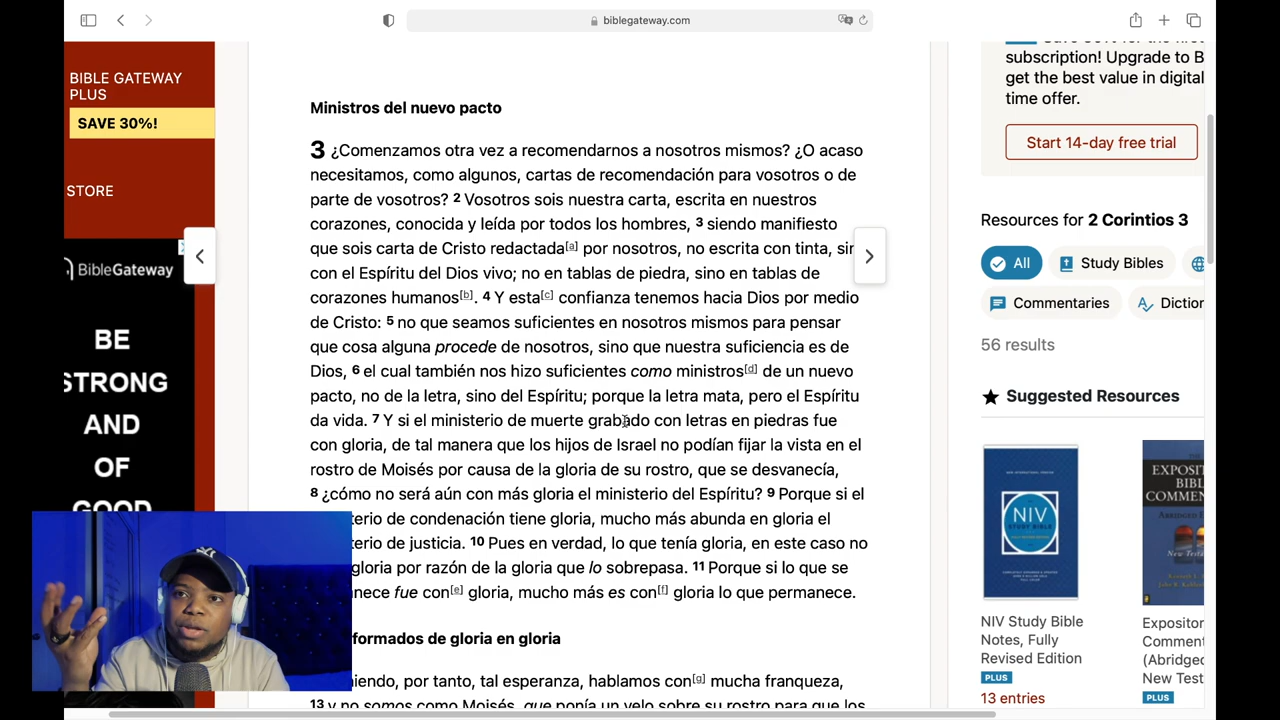 biblegateway.com
BIBLE GATEWAY
PLUS
SAVE 30%!
STORE
BibleGateway
BE
STRONG
AND
OF
GOOD
Ministros del nuevo pacto
3 ¿Comenzamos otra vez a recomendarnos a nosotros mismos? ¿O acaso
necesitamos, como algunos, cartas de recomendación para vosotros o de
parte de vosotros? 2 Vosotros sois nuestra carta, escrita en nuestros
corazones, conocida y leída por todos los hombres, 3 siendo manifiesto
que sois carta de Cristo redactada[a] por nosotros, no escrita con tinta, sin
con el Espíritu del Dios vivo; no en tablas de piedra, sino en tablas de
corazones humanos[b]. 4 Y esta[c] confianza tenemos hacia Dios por medio
de Cristo: 5 no que seamos suficientes en nosotros mismos para pensar
que cosa alguna procede de nosotros, sino que nuestra suficiencia es de
Dios, 6 el cual también nos hizo suficientes como ministros[d] de un nuevo
pacto, no de la letra, sino del Espíritu; porque la letra mata, pero el Espíritu
da vida. 7 Y si el ministerio de muerte grabado con letras en piedras fue
con gloria, de tal manera que los hijos de Israel no podían fijar la vista en el
rostro de Moisés por causa de la gloria de su rostro, que se desvanecía,
8 ¿cómo no será aún con más gloria el ministerio del Espíritu? 9 Porque si el
terio de condenación tiene gloria, mucho más abunda en gloria el
terio de justicia. 10 Pues en verdad, lo que tenía gloria, en este caso no
gloria por razón de la gloria que lo sobrepasa. 11 Porque si lo que se
nece fue con[e] gloria, mucho más es con[f] gloria lo que permanece.
formados de gloria en gloria
iendo, por tanto, tal esperanza, hablamos con[g] mucha franqueza,
13 y no somos como Moisés, que ponía un velo sobre su rostro para que los
subscription! Upgrade to B
get the best value in digital
time offer.
Start 14-day free trial
Resources for 2 Corintios 3
All
Study Bibles
Commentaries
Diction
56 results
Suggested Resources
NIV
STUDY BIBLE
EXPOSIT
BIBL
COMMEN
NIV Study Bible
Notes, Fully
Revised Edition
PLUS
13 entries
Expositor
Comment
(Abridged
New Test
PLUS